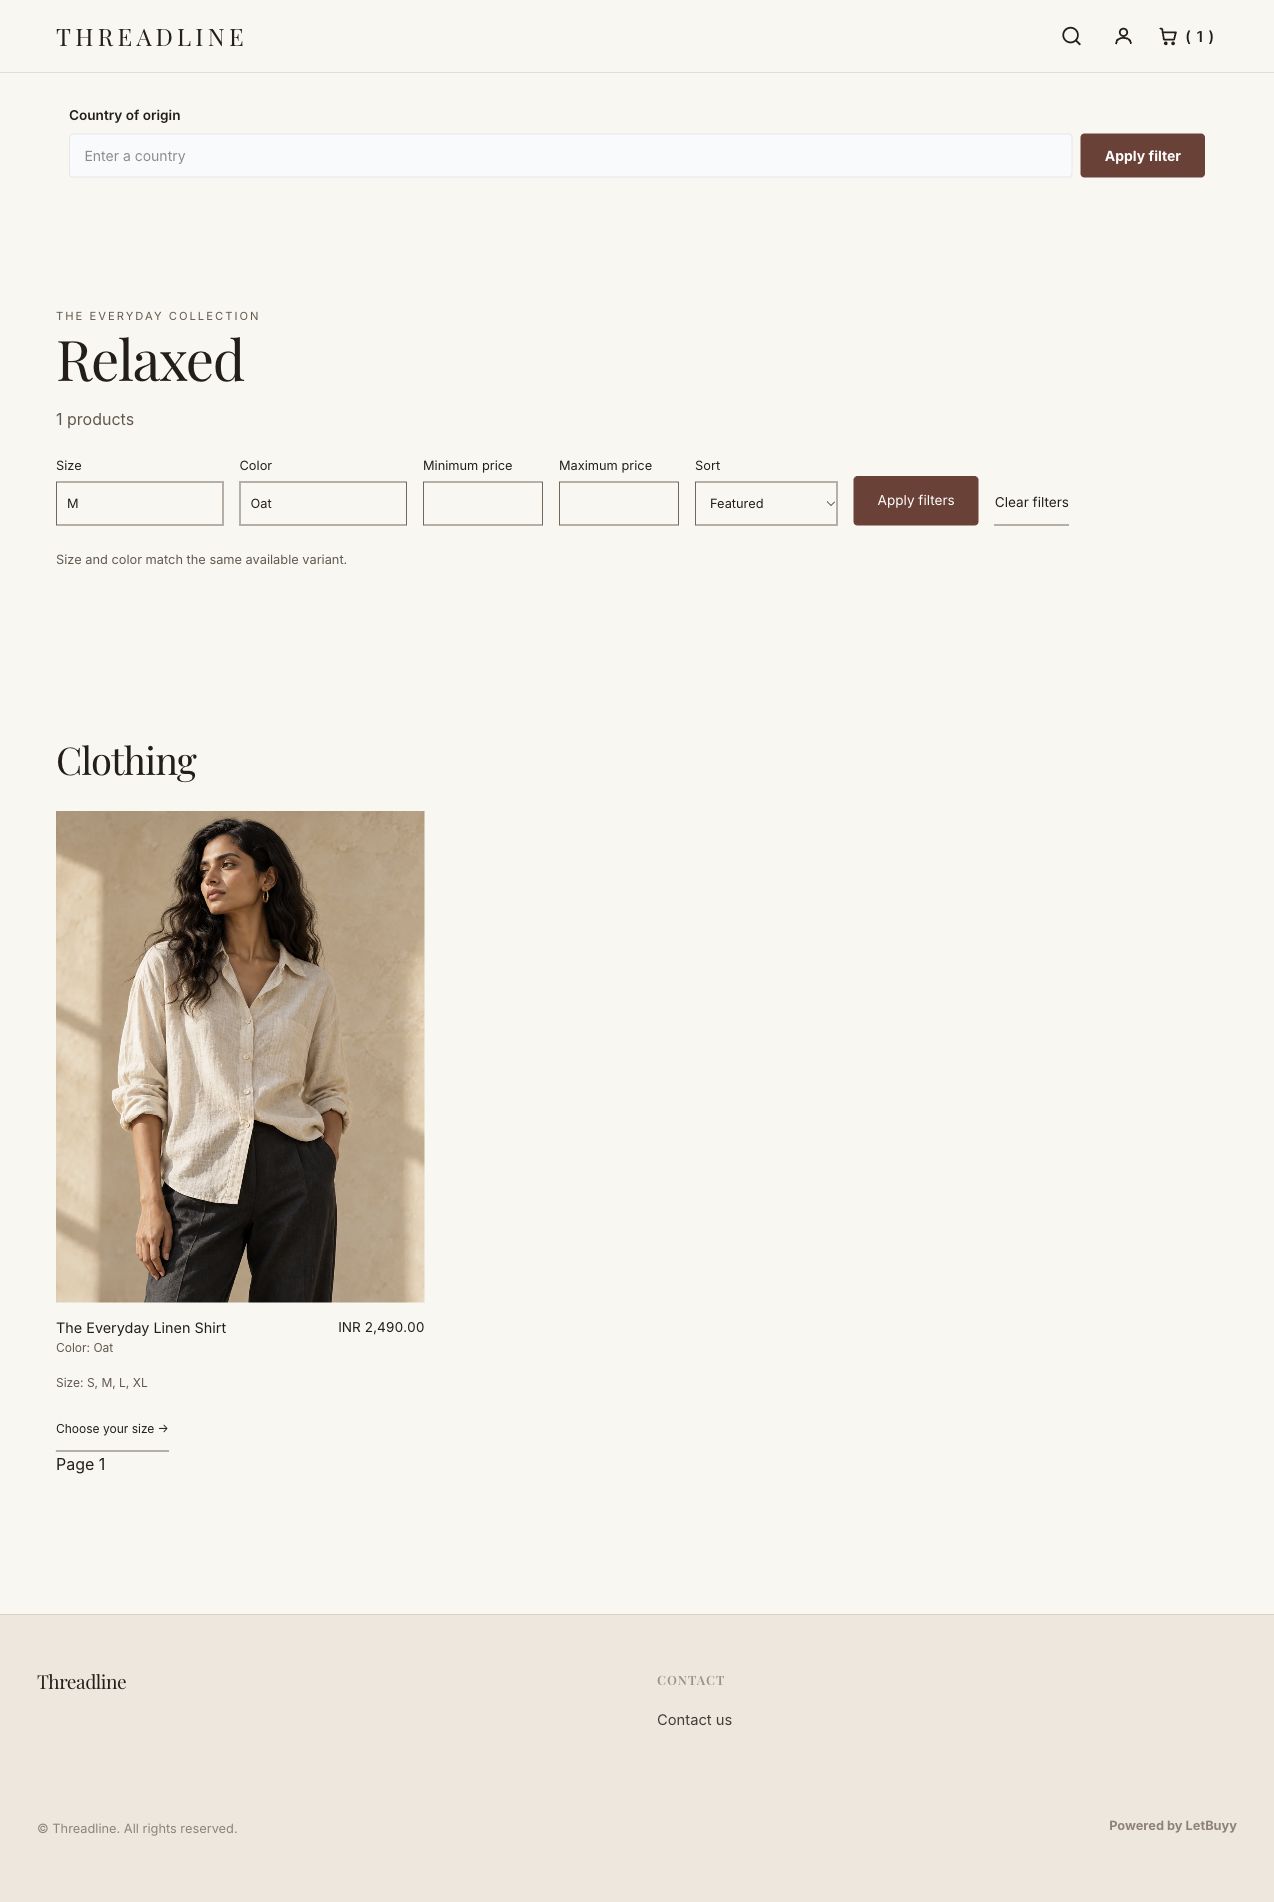 THREADLINE
( 1 )
Country of origin
Enter a country
Apply filter
THE EVERYDAY COLLECTION
Relaxed
1 products
Size
Color
Minimum price
Maximum price
Sort
M
Oat
Featured
Apply filters
Clear filters
Size and color match the same available variant.
Clothing
The Everyday Linen Shirt
INR 2,490.00
Color: Oat
Size: S, M, L, XL
Choose your size →
Page 1
Threadline
CONTACT
Contact us
© Threadline. All rights reserved.
Powered by LetBuyy